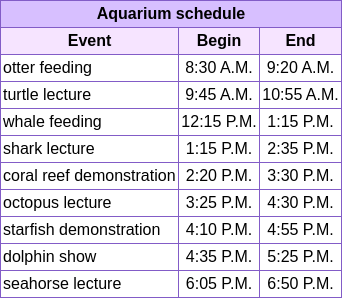 Aquarium schedule
Event Begin End
otter feeding 8:30 A.M. 9:20 A.M.
turtle lecture 9:45 A.M. 10:55 A.M.
whale feeding 12:15 P.M. 1:15 P.M.
shark lecture 1:15 P.M. 2:35 P.M.
coral reef demonstration 2:20 P.M. 3:30 P.M.
octopus lecture 3:25 P.M. 4:30 P.M.
starfish demonstration 4:10 P.M. 4:55 P.M.
dolphin show 4:35 P.M. 5:25 P.M.
seahorse lecture 6:05 P.M. 6:50 P.M.